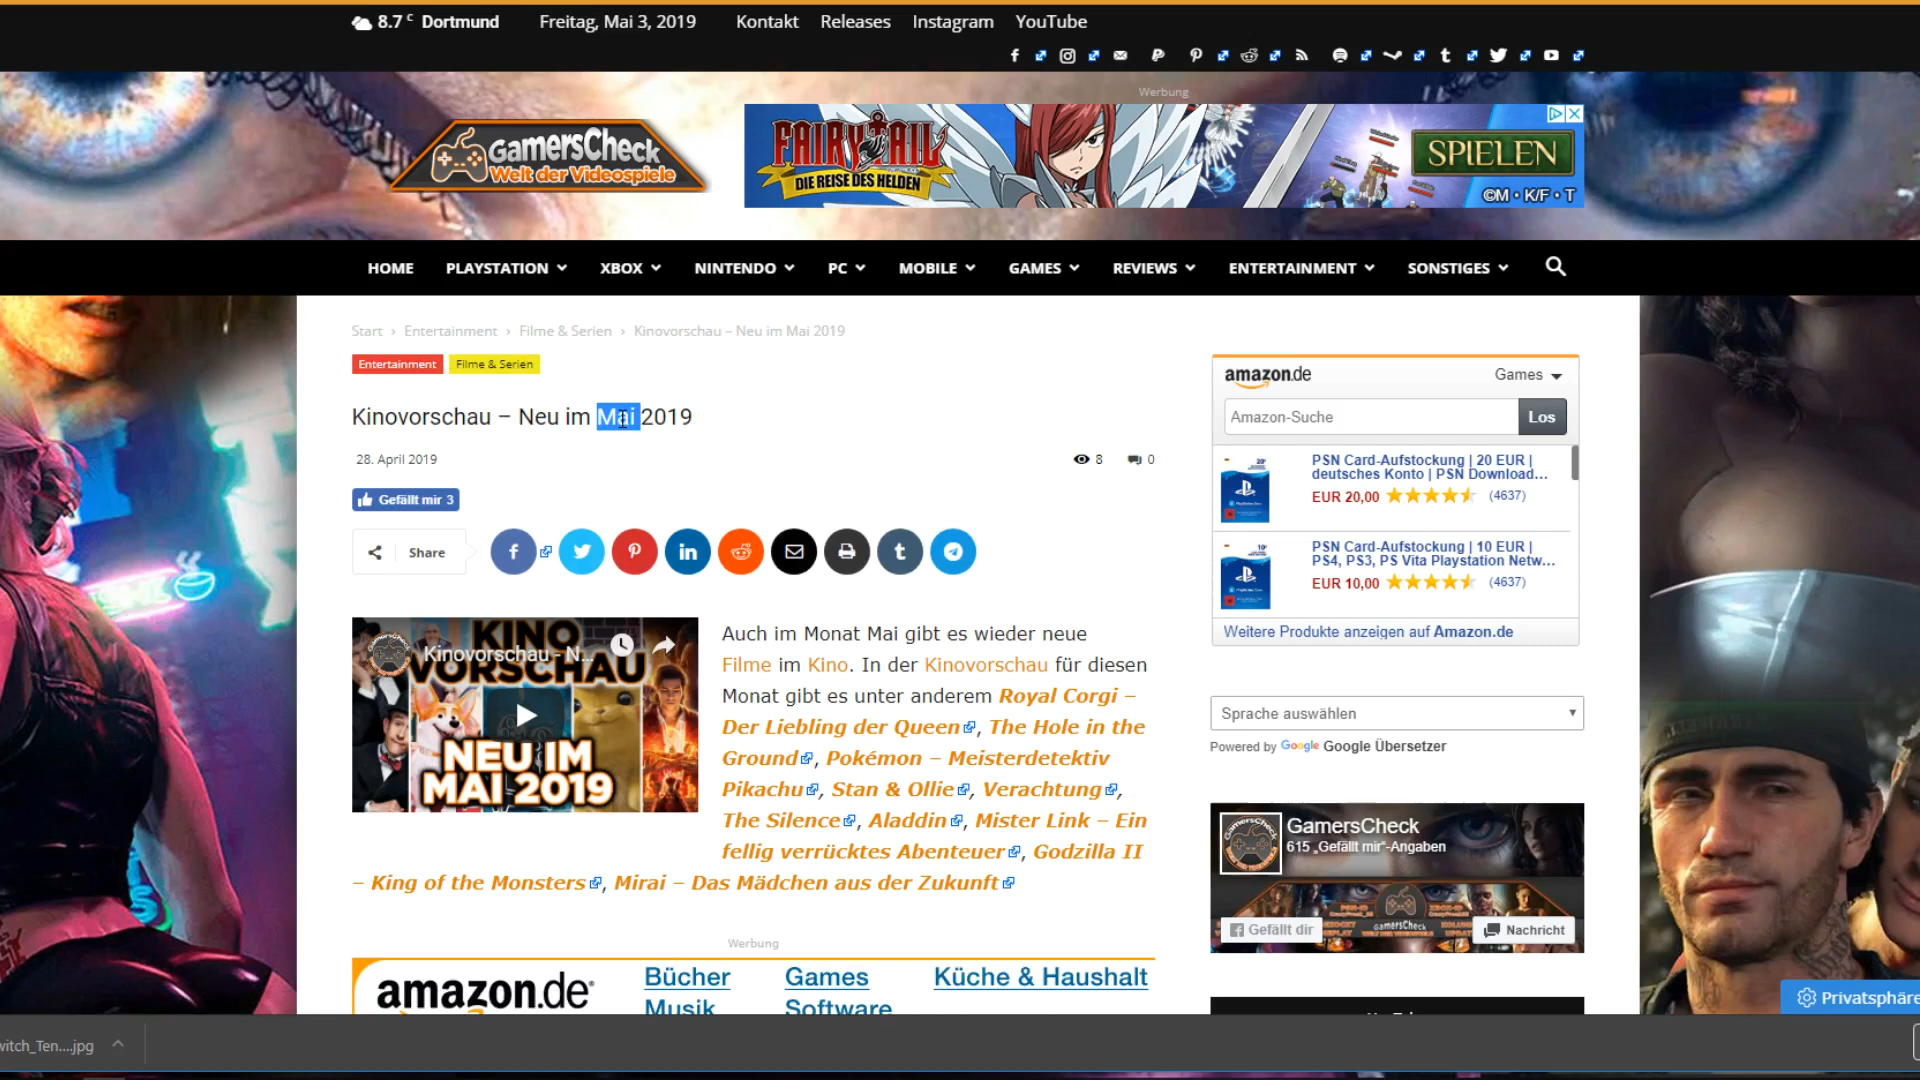 8.7 C Dortmund Freitag, Mai 3, 2019 Kontakt Releases Instagram YouTube
Werbung
GamersCheck
Welt der Videospiele
FAIRY TAIL
DIE REISE DES HELDEN
SPIELEN
©M・K/F・T
HOME PLAYSTATION XBOX NINTENDO PC MOBILE GAMES REVIEWS ENTERTAINMENT SONSTIGES
Start › Entertainment › Filme & Serien › Kinovorschau – Neu im Mai 2019
Entertainment Filme & Serien
Kinovorschau – Neu im Mai 2019
28. April 2019 8 0
Gefällt mir 3
Share
Kinovorschau - N...
KINO
VORSCHAU
NEU IM
MAI 2019
Auch im Monat Mai gibt es wieder neue
Filme im Kino. In der Kinovorschau für diesen
Monat gibt es unter anderem Royal Corgi –
Der Liebling der Queen, The Hole in the
Ground, Pokémon – Meisterdetektiv
Pikachu, Stan & Ollie, Verachtung,
The Silence, Aladdin, Mister Link – Ein
fellig verrücktes Abenteuer, Godzilla II
– King of the Monsters, Mirai – Das Mädchen aus der Zukunft
Werbung
amazon.de Bücher Games Küche & Haushalt
Musik Software
amazon.de Games
Amazon-Suche Los
PSN Card-Aufstockung | 20 EUR |
deutsches Konto | PSN Download...
EUR 20,00 (4637)
PSN Card-Aufstockung | 10 EUR |
PS4, PS3, PS Vita Playstation Netw...
EUR 10,00 (4637)
Weitere Produkte anzeigen auf Amazon.de
Sprache auswählen
Powered by Google Google Übersetzer
GamersCheck
615 „Gefällt mir“-Angaben
GamersCheck
Gefällt dir Nachricht
Privatsphäre
witch_Ten....jpg